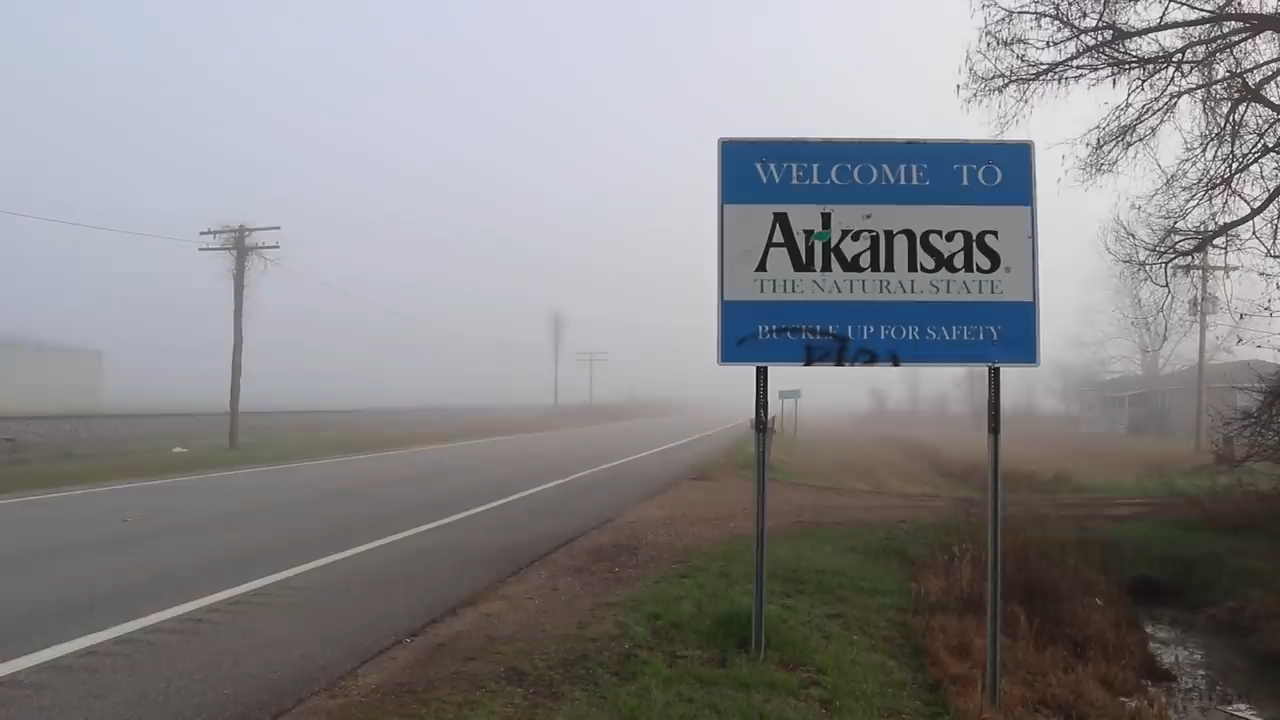 WELCOME TO
Arkansas
THE NATURAL STATE
BUCKLE UP FOR SAFETY